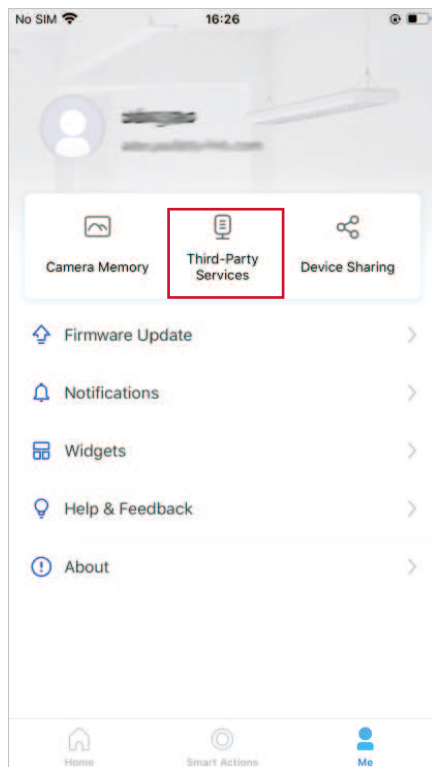 No SIM 16:26
Camera Memory
Third-Party
Services
Device Sharing
Firmware Update
Notifications
Widgets
Help & Feedback
About
Home Smart Actions Me